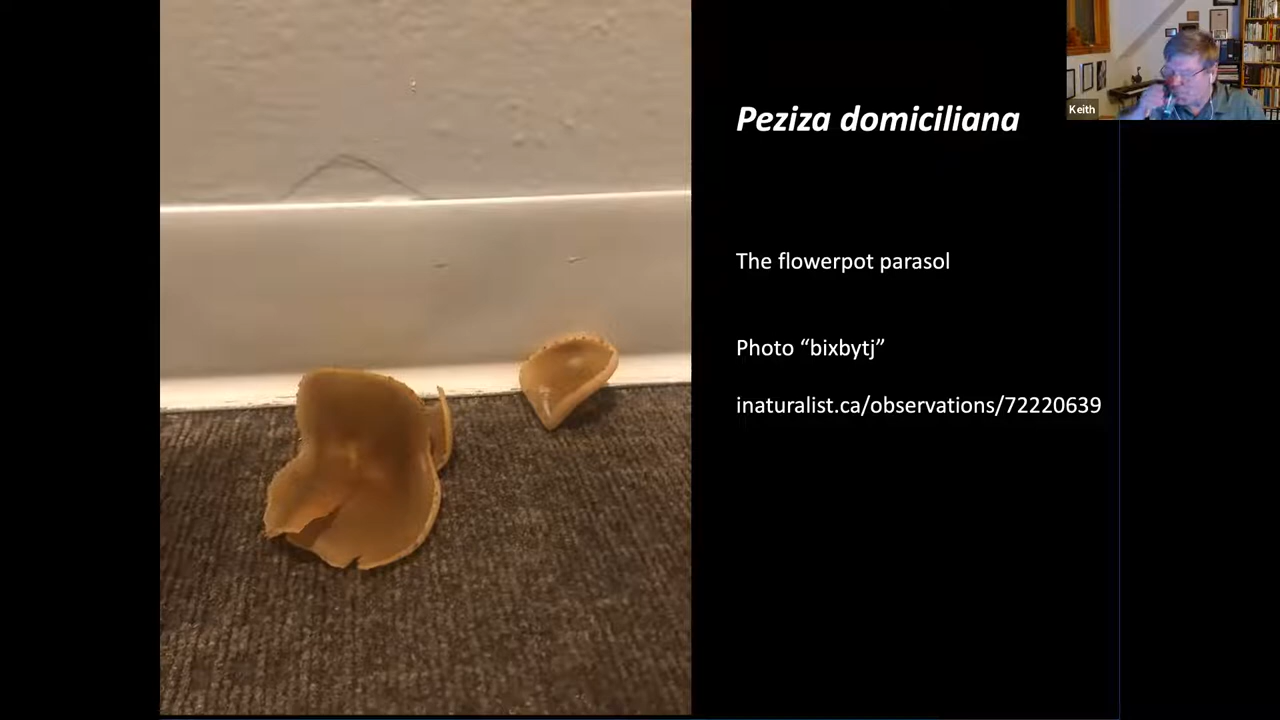 Keith
Peziza domiciliana
The flowerpot parasol
Photo “bixbytj”
inaturalist.ca/observations/72220639